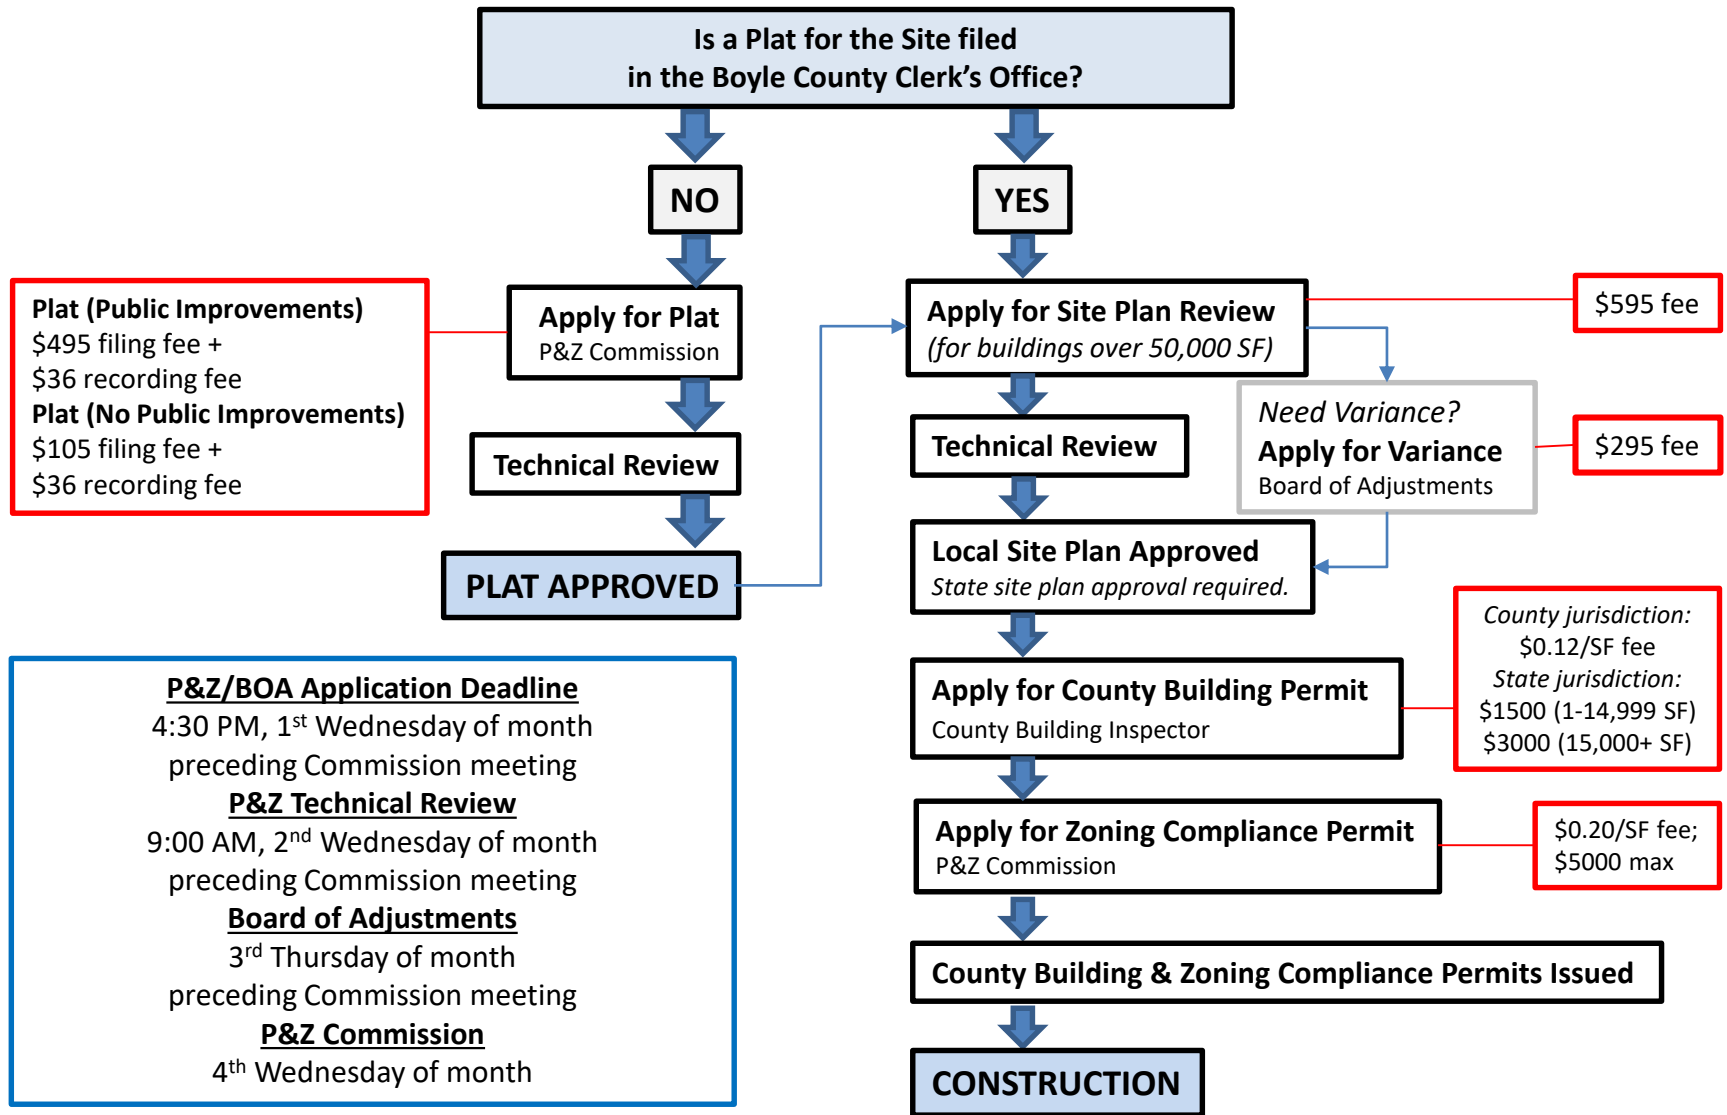 Is a Plat for the Site filed
in the Boyle County Clerk’s Office?
NO
YES
Plat (Public Improvements)
$495 filing fee +
$36 recording fee
Plat (No Public Improvements)
$105 filing fee +
$36 recording fee
Apply for Plat
P&Z Commission
Technical Review
PLAT APPROVED
Apply for Site Plan Review
(for buildings over 50,000 SF)
$595 fee
Need Variance?
Apply for Variance
Board of Adjustments
$295 fee
Technical Review
Local Site Plan Approved
State site plan approval required.
Apply for County Building Permit
County Building Inspector
County jurisdiction:
$0.12/SF fee
State jurisdiction:
$1500 (1-14,999 SF)
$3000 (15,000+ SF)
Apply for Zoning Compliance Permit
P&Z Commission
$0.20/SF fee;
$5000 max
County Building & Zoning Compliance Permits Issued
CONSTRUCTION
P&Z/BOA Application Deadline
4:30 PM, 1st Wednesday of month
preceding Commission meeting
P&Z Technical Review
9:00 AM, 2nd Wednesday of month
preceding Commission meeting
Board of Adjustments
3rd Thursday of month
preceding Commission meeting
P&Z Commission
4th Wednesday of month